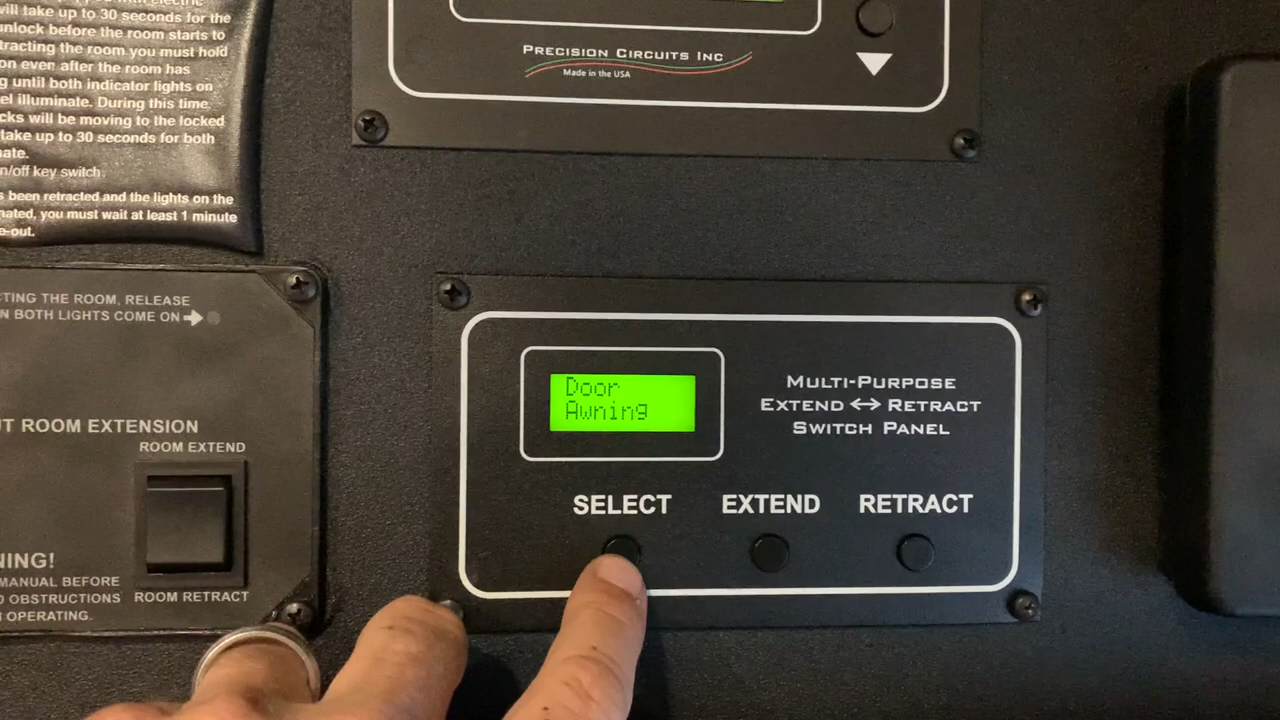 will take up to 30 seconds for the
unlock before the room starts to
tracting the room you must hold
on even after the room has
g until both indicator lights on
el illuminate. During this time
cks will be moving to the locked
take up to 30 seconds for both
nate.
n/off key switch.
s been retracted and the lights on the
nated, you must wait at least 1 minute
e-out.
PRECISION CIRCUITS INC
Made in the USA
CTING THE ROOM, RELEASE
N BOTH LIGHTS COME ON
UT ROOM EXTENSION
ROOM EXTEND
NING!
MANUAL BEFORE
D OBSTRUCTIONS
OPERATING.
ROOM RETRACT
Door
Awning
MULTI-PURPOSE
EXTEND ↔ RETRACT
SWITCH PANEL
SELECT EXTEND RETRACT